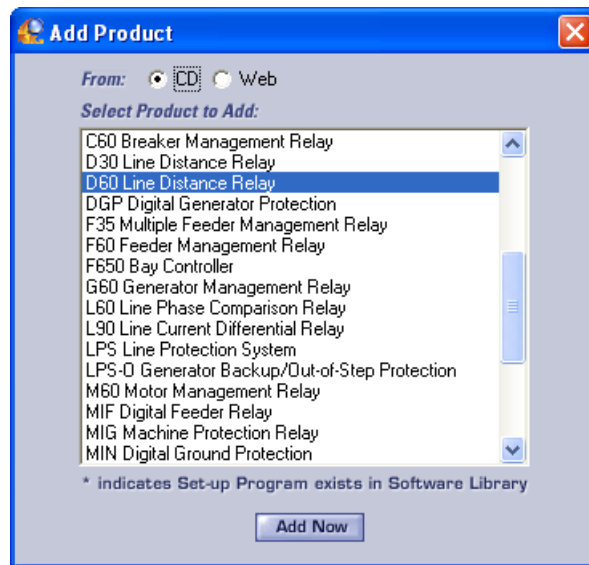 Add Product
From: CD Web
Select Product to Add:
C60 Breaker Management Relay
D30 Line Distance Relay
D60 Line Distance Relay
DGP Digital Generator Protection
F35 Multiple Feeder Management Relay
F60 Feeder Management Relay
F650 Bay Controller
G60 Generator Management Relay
L60 Line Phase Comparison Relay
L90 Line Current Differential Relay
LPS Line Protection System
LPS-O Generator Backup/Out-of-Step Protection
M60 Motor Management Relay
MIF Digital Feeder Relay
MIG Machine Protection Relay
MIN Digital Ground Protection
* indicates Set-up Program exists in Software Library
Add Now